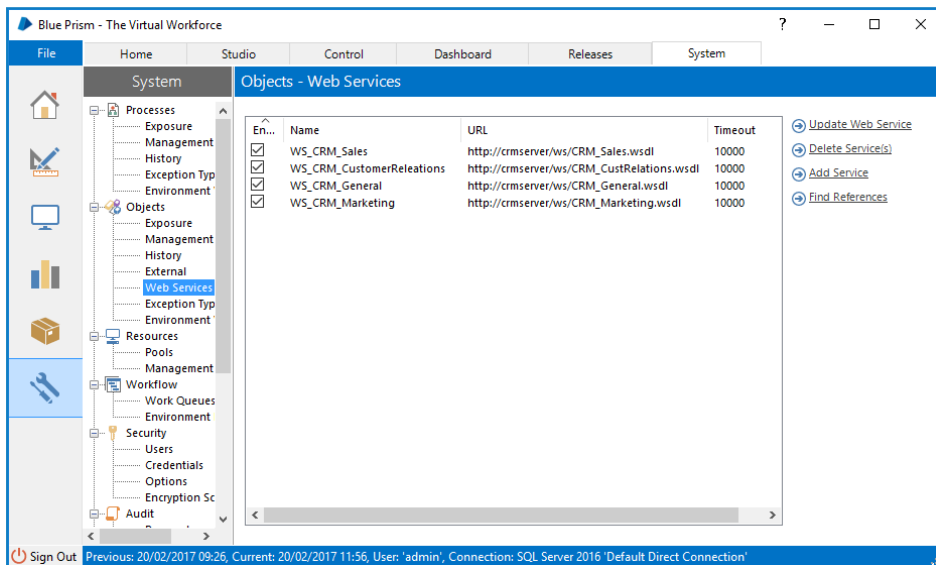 Blue Prism - The Virtual Workforce ?
File Home Studio Control Dashboard Releases System
System
Objects - Web Services
Processes
Exposure
Management
History
Exception Typ
Environment
Objects
Exposure
Management
History
External
Web Services
Exception Typ
Environment
Resources
Pools
Management
Workflow
Work Queues
Environment
Security
Users
Credentials
Options
Encryption Sc
Audit
En... Name URL Timeout
WS_CRM_Sales http://crmserver/ws/CRM_Sales.wsdl 10000
WS_CRM_CustomerReleations http://crmserver/ws/CRM_CustRelations.wsdl 10000
WS_CRM_General http://crmserver/ws/CRM_General.wsdl 10000
WS_CRM_Marketing http://crmserver/ws/CRM_Marketing.wsdl 10000
Update Web Service
Delete Service(s)
Add Service
Find References
Sign Out Previous: 20/02/2017 09:26, Current: 20/02/2017 11:56, User: 'admin', Connection: SQL Server 2016 'Default Direct Connection'